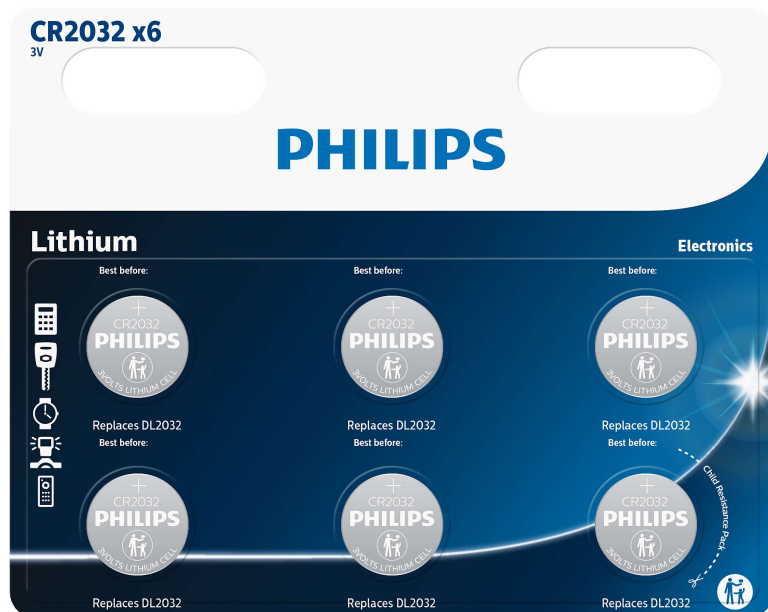 CR2032 x6
3V
PHILIPS
Lithium
Electronics
Best before: Best before: Best before:
+ + +
CR2032 CR2032 CR2032
PHILIPS PHILIPS PHILIPS
3VOLTS LITHIUM CELL 3VOLTS LITHIUM CELL 3VOLTS LITHIUM CELL
Replaces DL2032 Replaces DL2032 Replaces DL2032
Best before: Best before: Best before:
+ + +
CR2032 CR2032 CR2032
PHILIPS PHILIPS PHILIPS
3VOLTS LITHIUM CELL 3VOLTS LITHIUM CELL 3VOLTS LITHIUM CELL
Child Resistance Pack
Replaces DL2032 Replaces DL2032 Replaces DL2032